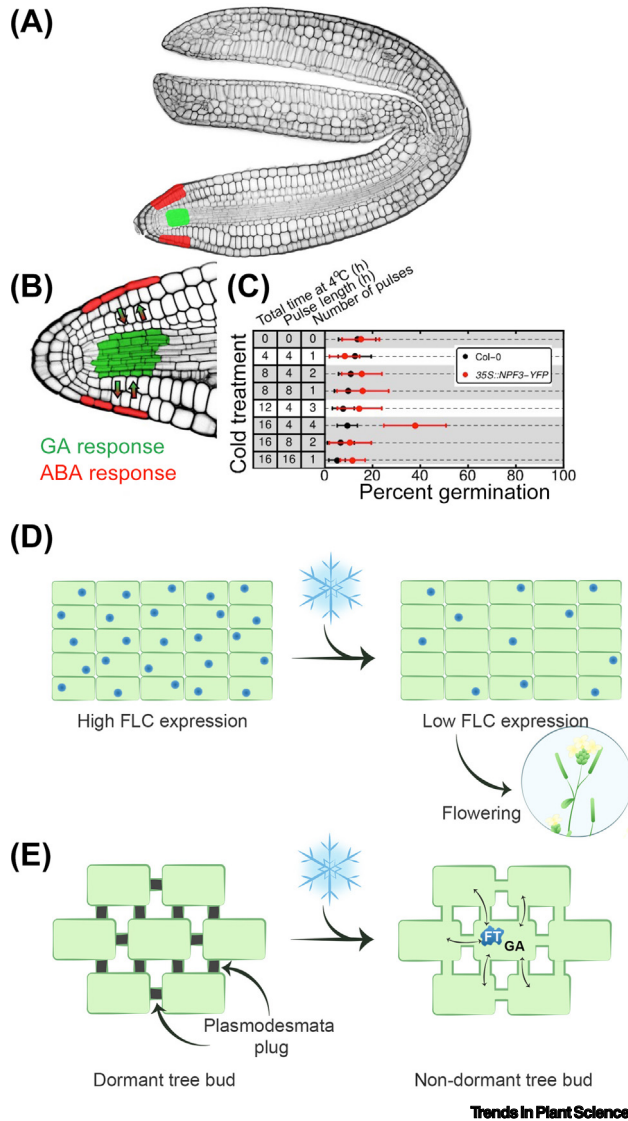 (A)
(B)
GA response
ABA response
(C)
Total time at 4°C (h)
Pulse length (h)
Number of pulses
Cold treatment
0 0 0
4 4 1
8 4 2
8 8 1
12 4 3
16 4 4
16 8 2
16 16 1
Col-0
35S::NPF3-YFP
0 20 40 60 80 100
Percent germination
(D)
High FLC expression
Low FLC expression
Flowering
(E)
FT
GA
Plasmodesmata
plug
Dormant tree bud
Non-dormant tree bud
Trends in Plant Science